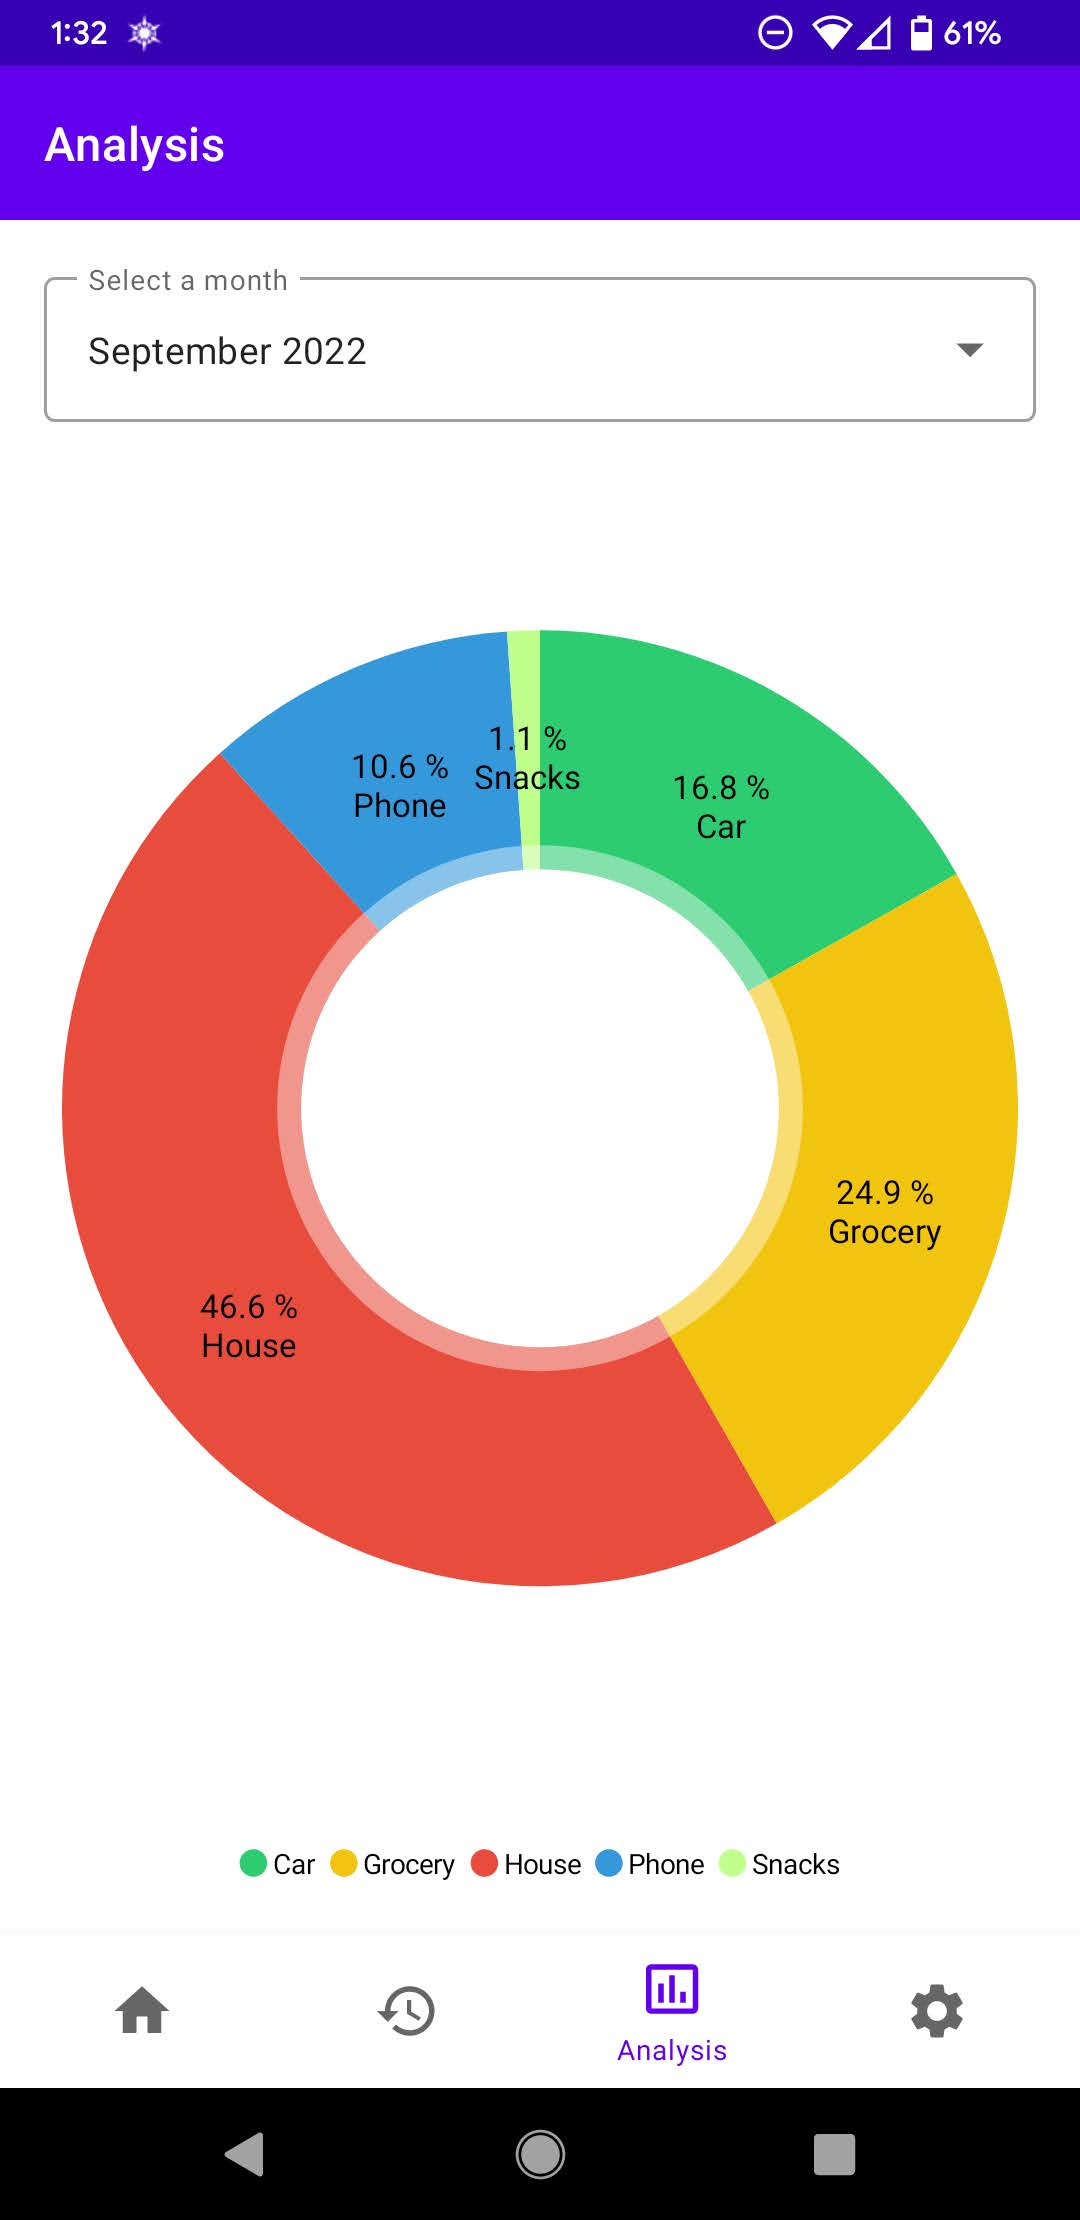 1:32 61%
Analysis
Select a month
September 2022
1.1 %
Snacks
10.6 %
Phone
16.8 %
Car
24.9 %
Grocery
46.6 %
House
Car Grocery House Phone Snacks
Analysis